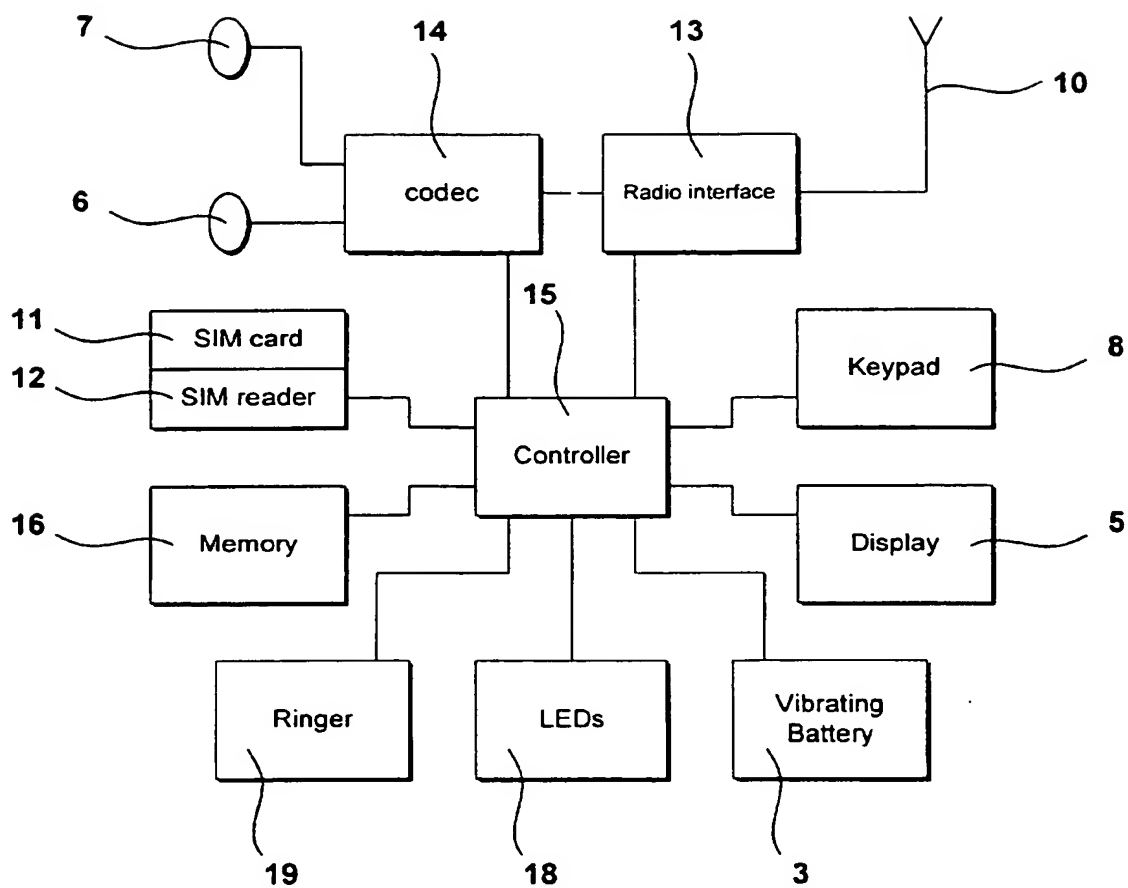 7
14
13
10
codec
Radio interface
6
15
11
SIM card
8
Keypad
12
SIM reader
Controller
16
Memory
5
Display
Ringer
LEDs
Vibrating
Battery
19
18
3